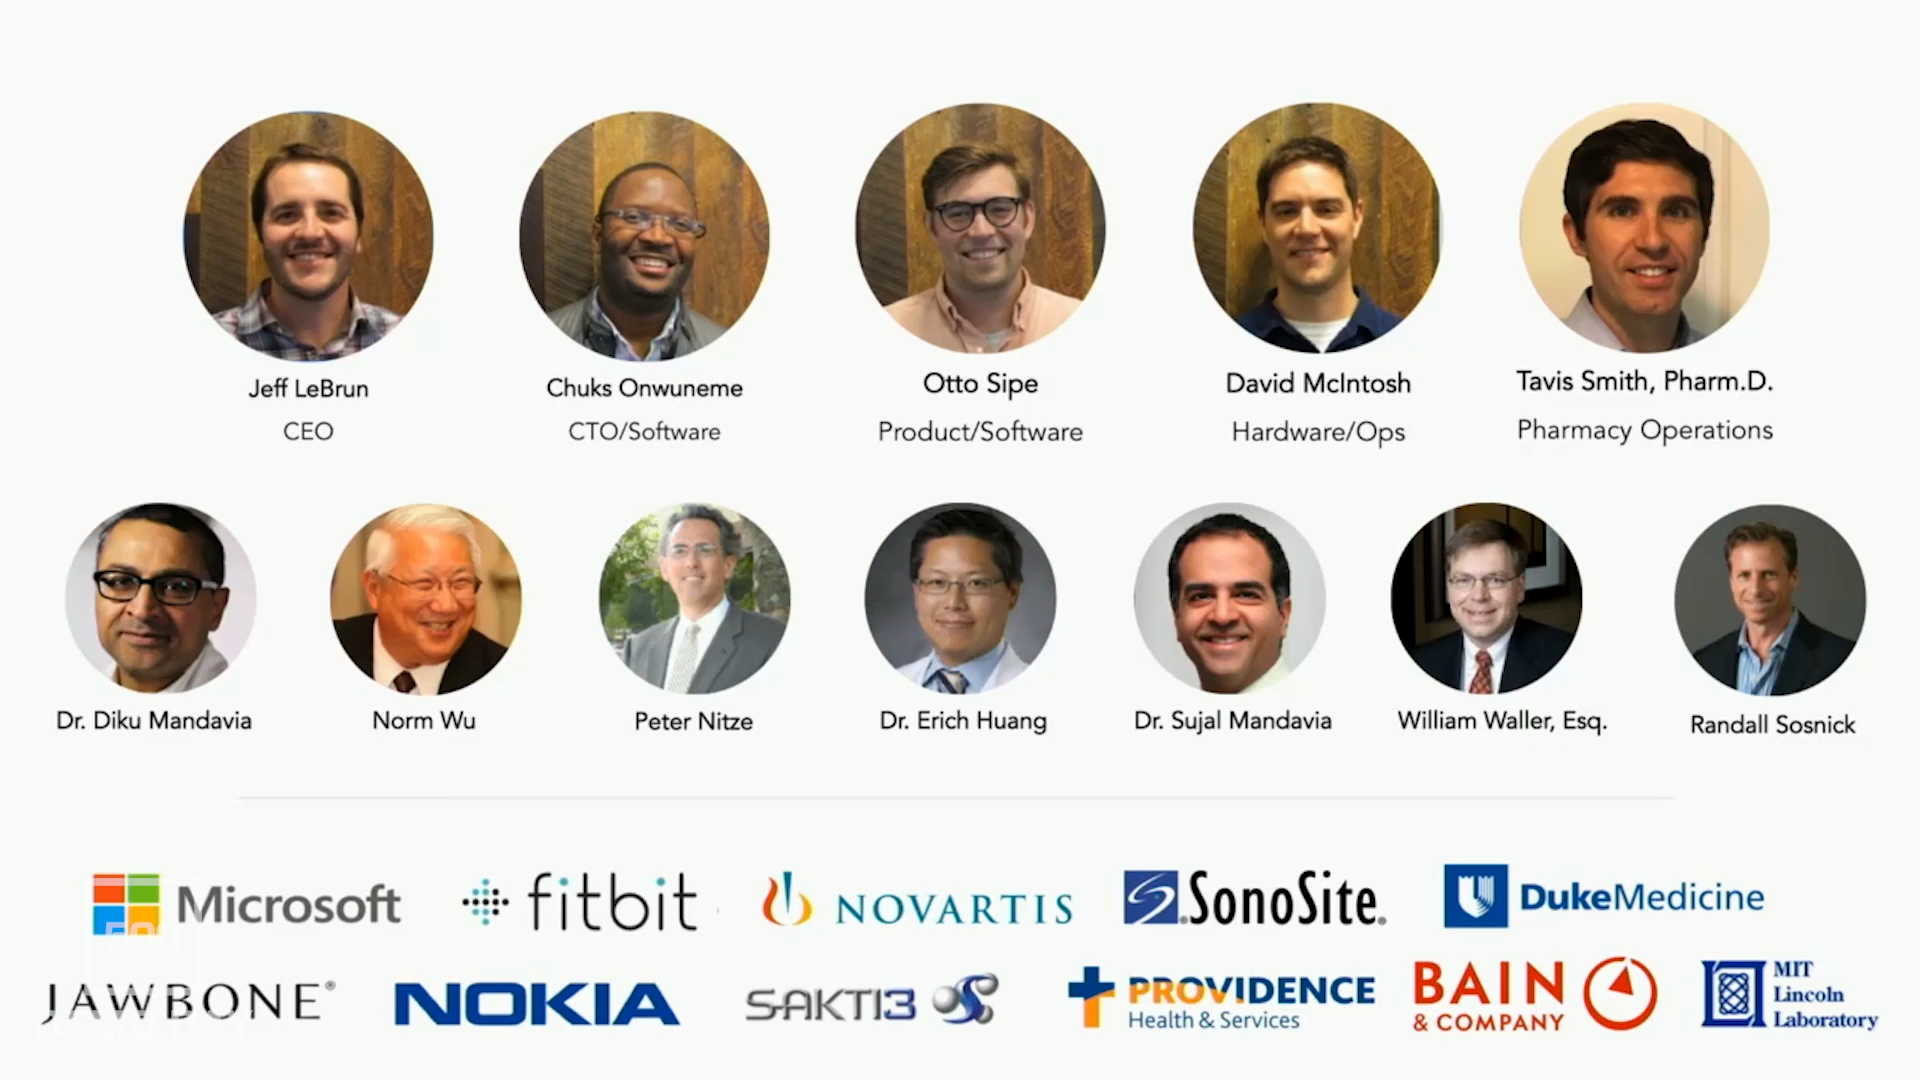 Jeff LeBrun
CEO
Chuks Onwuneme
CTO/Software
Otto Sipe
Product/Software
David McIntosh
Hardware/Ops
Tavis Smith, Pharm.D.
Pharmacy Operations
Dr. Diku Mandavia
Norm Wu
Peter Nitze
Dr. Erich Huang
Dr. Sujal Mandavia
William Waller, Esq.
Randall Sosnick
Microsoft
fitbit
NOVARTIS
SonoSite®
DukeMedicine
JAWBONE®
NOKIA
SAKTI3
PROVIDENCE
Health & Services
BAIN
& COMPANY
MIT
Lincoln
Laboratory